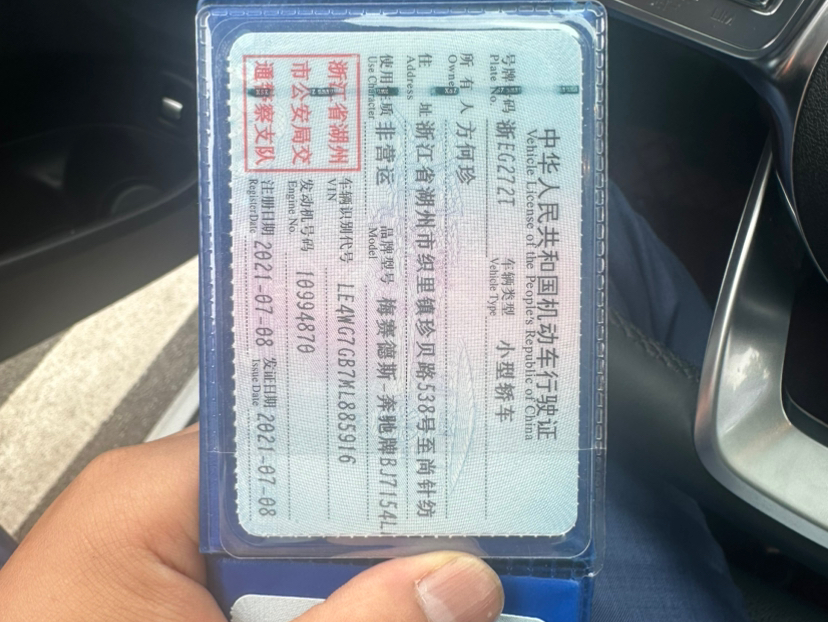 中华人民共和国机动车行驶证
Vehicle License of the People's Republic of China
号牌号码 浙EG272T 车辆类型 小型轿车
Plate No. Vehicle Type
所有人 方何珍
Owner
住址 浙江省湖州市织里镇珍贝路538号至尚针纺
Address
使用性质 非营运 品牌型号 梅赛德斯-奔驰牌BJ7154L
Use Character Model
浙江省湖州
市公安局交
通警察支队
车辆识别代号 LE4WG7GB7ML885916
VIN
发动机号码 10994870
Engine No.
注册日期 2021-07-08 发证日期 2021-07-08
Register Date Issue Date